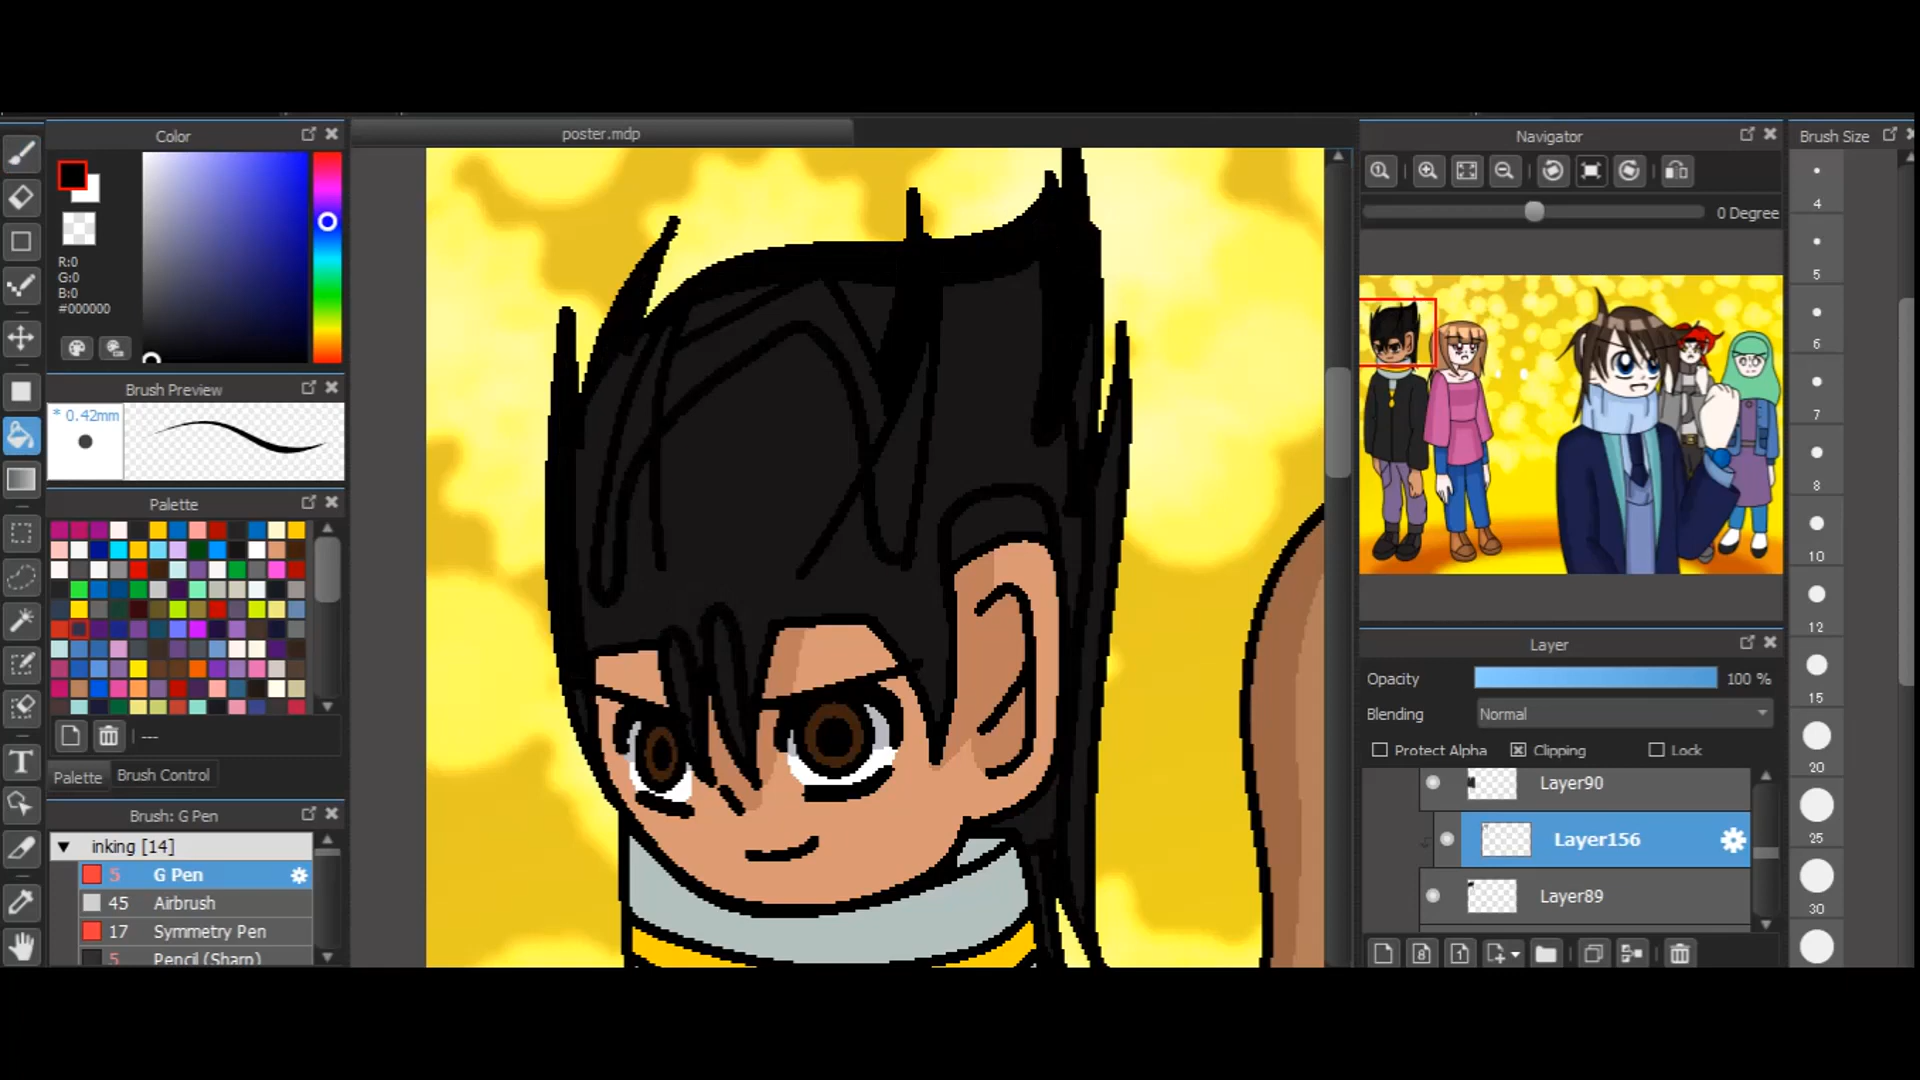 Color
R:0
G:0
B:0
#000000
Brush Preview
* 0.42mm
Palette
---
Palette
Brush Control
Brush: G Pen
inking [14]
5 G Pen
45 Airbrush
17 Symmetry Pen
5 Pencil (Sharp)
poster.mdp
Navigator
0 Degree
Layer
Opacity
100 %
Blending
Normal
Protect Alpha
Clipping
Lock
Layer90
Layer156
Layer89
8
1
Brush Size
4
5
6
7
8
10
12
15
20
25
30
T